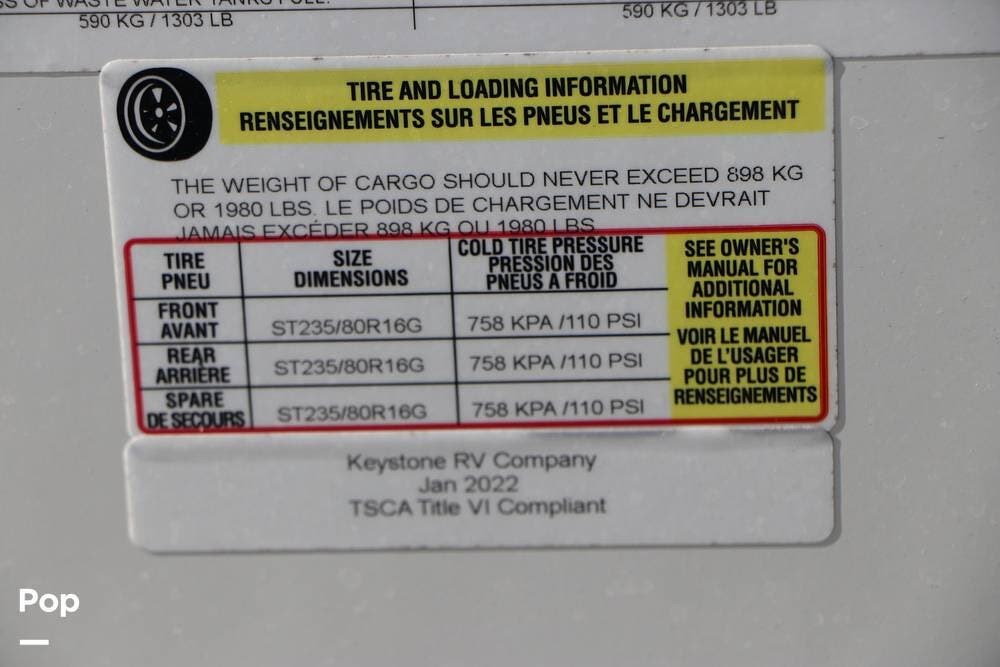 OF WASTE WATER TANKS FULL.
590 KG / 1303 LB
590 KG / 1303 LB
TIRE AND LOADING INFORMATION
RENSEIGNEMENTS SUR LES PNEUS ET LE CHARGEMENT
THE WEIGHT OF CARGO SHOULD NEVER EXCEED 898 KG
OR 1980 LBS. LE POIDS DE CHARGEMENT NE DEVRAIT
JAMAIS EXCÉDER 898 KG OU 1980 LBS
TIRE
PNEU
SIZE
DIMENSIONS
COLD TIRE PRESSURE
PRESSION DES
PNEUS A FROID
FRONT
AVANT
ST235/80R16G
758 KPA /110 PSI
REAR
ARRIÈRE
ST235/80R16G
758 KPA /110 PSI
SPARE
DE SECOURS
ST235/80R16G
758 KPA /110 PSI
SEE OWNER'S
MANUAL FOR
ADDITIONAL
INFORMATION
VOIR LE MANUEL
DE L'USAGER
POUR PLUS DE
RENSEIGNEMENTS
Keystone RV Company
Jan 2022
TSCA Title VI Compliant
Pop